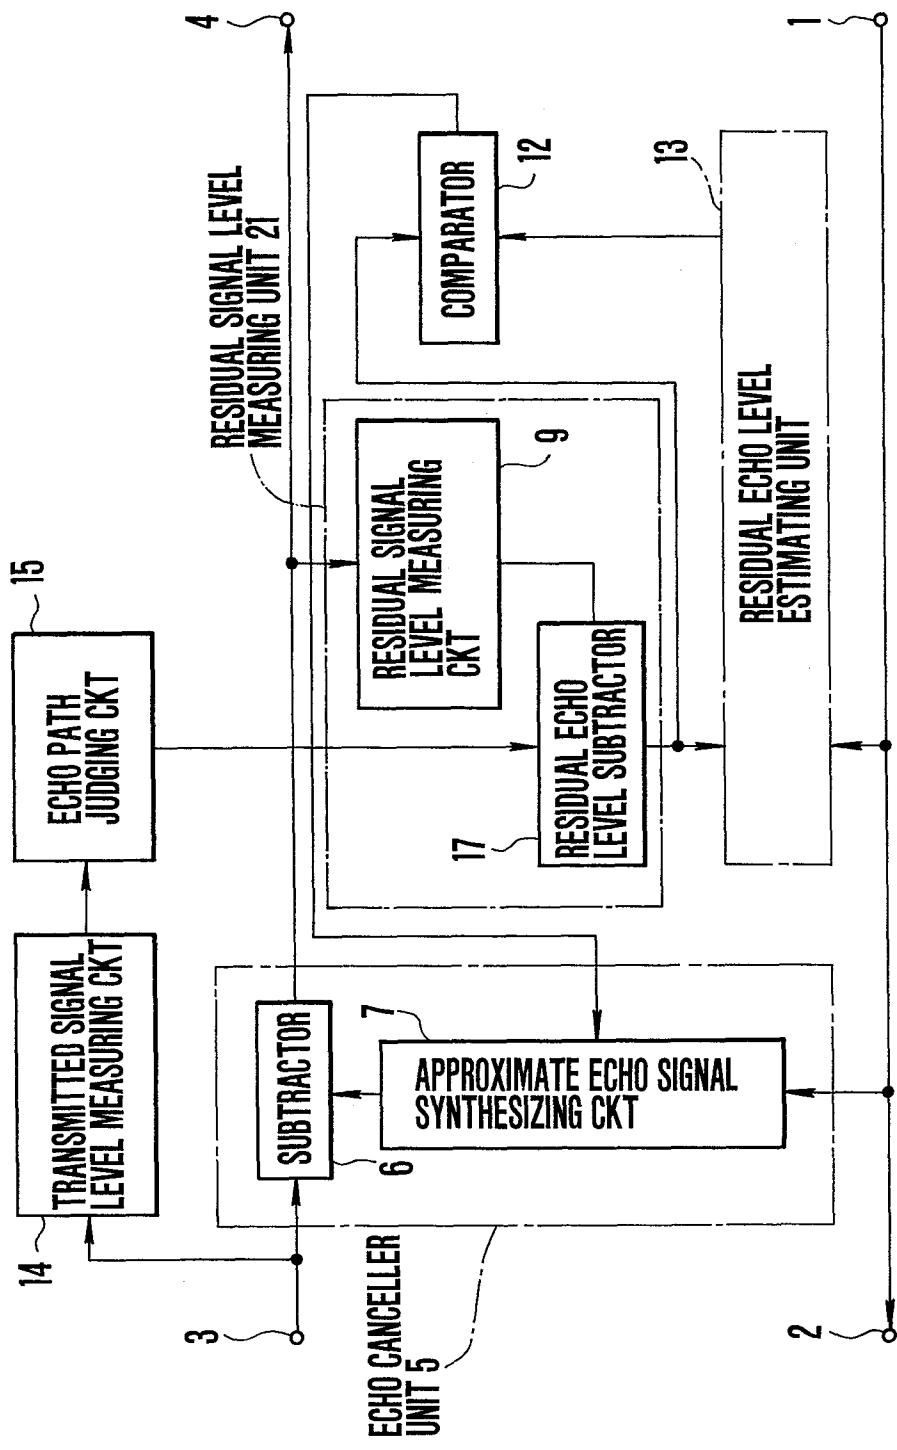 4
1
RESIDUAL SIGNAL LEVEL
MEASURING UNIT 21
COMPARATOR
12
13
15
ECHO PATH
JUDGING CKT
RESIDUAL SIGNAL
LEVEL MEASURING
CKT
9
RESIDUAL ECHO
LEVEL SUBTRACTOR
17
RESIDUAL ECHO LEVEL
ESTIMATING UNIT
TRANSMITTED SIGNAL
LEVEL MEASURING CKT
14
SUBTRACTOR
6
7
APPROXIMATE ECHO SIGNAL
SYNTHESIZING CKT
3
ECHO CANCELLER
UNIT 5
2